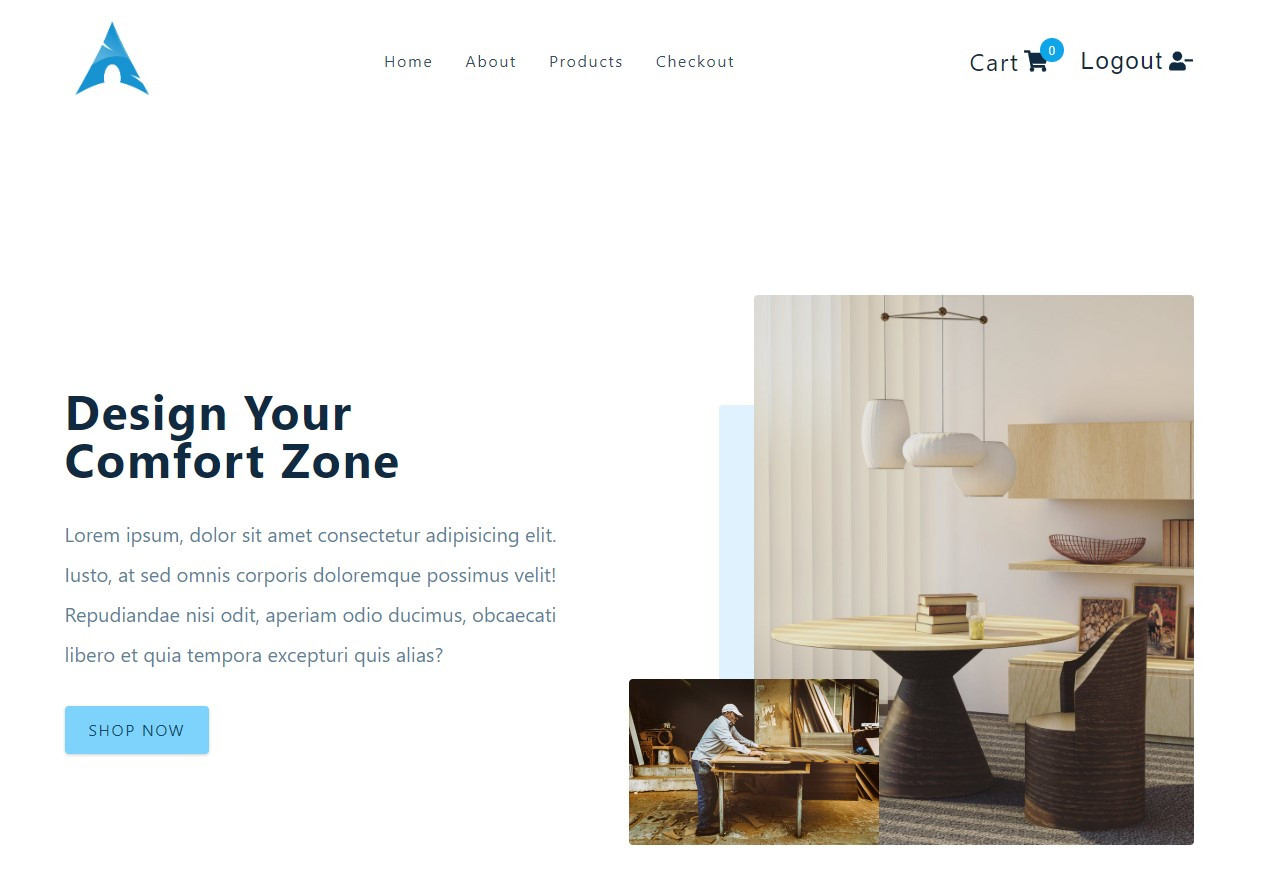 Home About Products Checkout
Cart 0 Logout
Design Your
Comfort Zone
Lorem ipsum, dolor sit amet consectetur adipisicing elit.
Iusto, at sed omnis corporis doloremque possimus velit!
Repudiandae nisi odit, aperiam odio ducimus, obcaecati
libero et quia tempora excepturi quis alias?
SHOP NOW